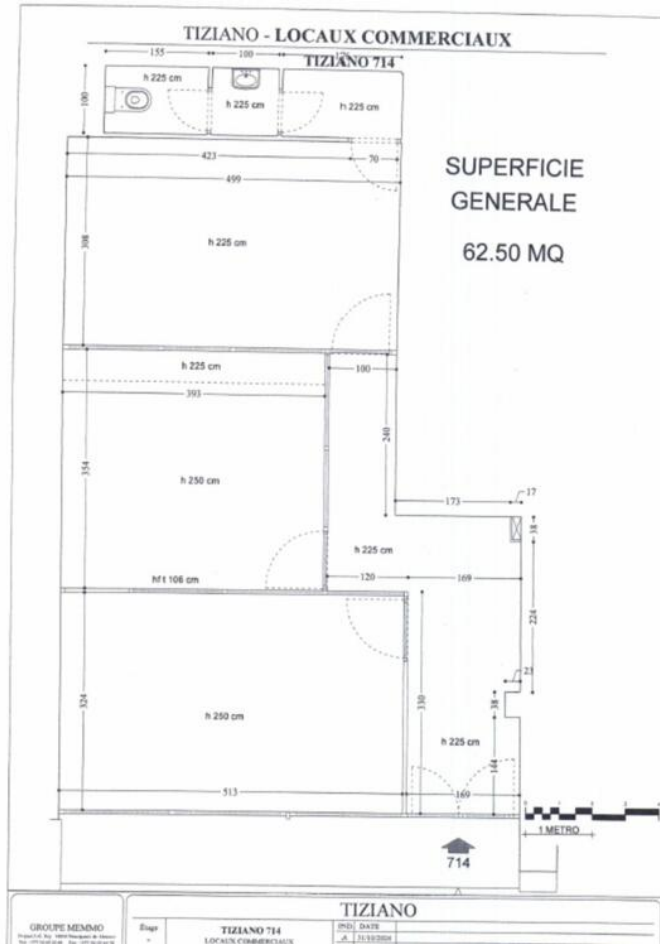 TIZIANO - LOCAUX COMMERCIAUX
155
100
TIZIANO 714
h 225 cm
h 225 cm
h 225 cm
100
423
70
499
SUPERFICIE
GENERALE
62.50 MQ
308
h 225 cm
h 225 cm
393
100
240
354
h 250 cm
173
17
38
h 225 cm
hf t 106 cm
120
169
224
23
324
330
38
h 250 cm
h 225 cm
144
513
169
1 METRO
714
TIZIANO
GROUPE MEMMO
Étage
-
TIZIANO 714
LOCAUX COMMERCIAUX
IND.
DATE
A